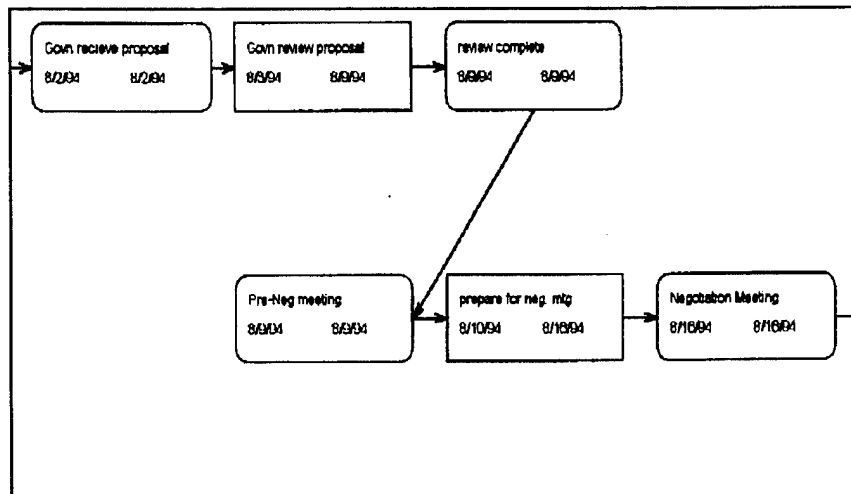 Govn recieve proposal
8/2/94 8/2/94
Govn review proposal
8/3/94 8/9/94
review complete
8/9/94 8/9/94
Pre-Neg meeting
8/9/94 8/9/94
prepare for neg. mtg
8/10/94 8/16/94
Negotiation Meeting
8/16/94 8/16/94